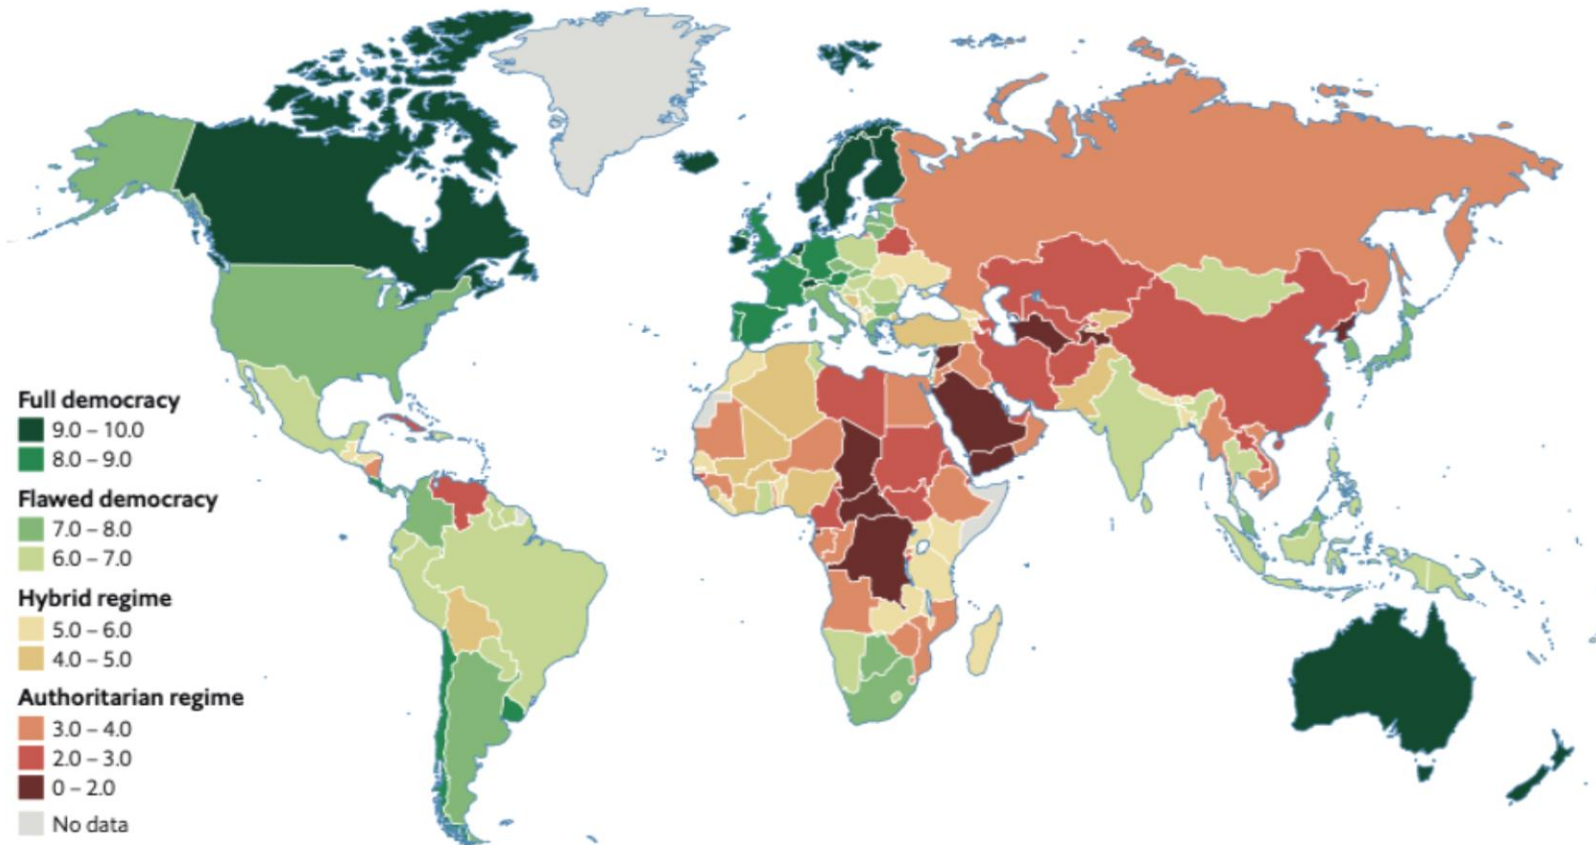 Full democracy
9.0 – 10.0
8.0 – 9.0
Flawed democracy
7.0 – 8.0
6.0 – 7.0
Hybrid regime
5.0 – 6.0
4.0 – 5.0
Authoritarian regime
3.0 – 4.0
2.0 – 3.0
0 – 2.0
No data